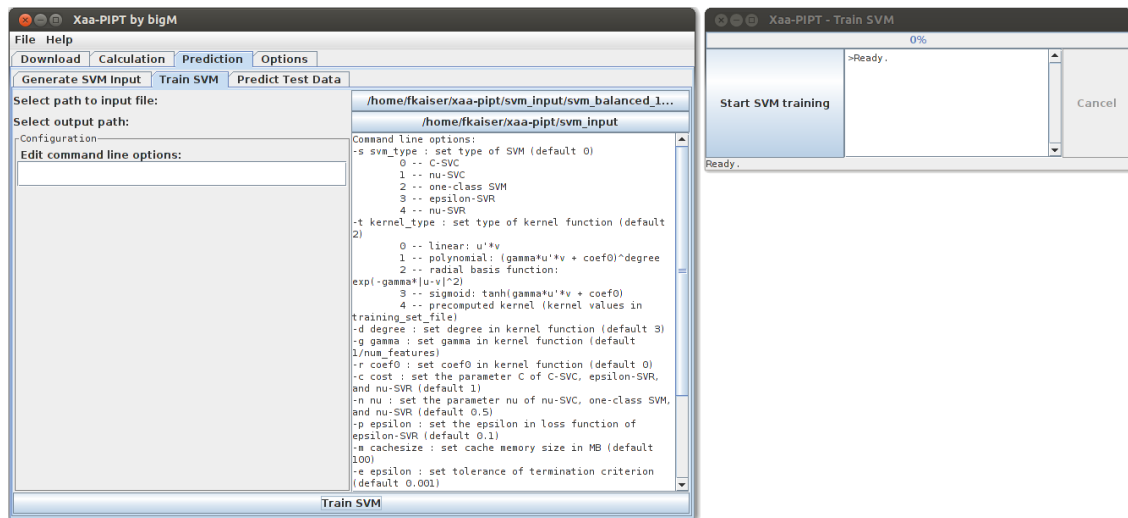 Xaa-PIPT by bigM
File Help
Download Calculation Prediction Options
Generate SVM Input Train SVM Predict Test Data
Select path to input file:
/home/fkaiser/xaa-pipt/svm_input/svm_balanced_1...
Select output path:
/home/fkaiser/xaa-pipt/svm_input
Configuration
Edit command line options:
Command line options:
-s svm_type : set type of SVM (default 0)
0 -- C-SVC
1 -- nu-SVC
2 -- one-class SVM
3 -- epsilon-SVR
4 -- nu-SVR
-t kernel_type : set type of kernel function (default
2)
0 -- linear: u'*v
1 -- polynomial: (gamma*u'*v + coef0)^degree
2 -- radial basis function:
exp(-gamma*|u-v|^2)
3 -- sigmoid: tanh(gamma*u'*v + coef0)
4 -- precomputed kernel (kernel values in
training_set_file)
-d degree : set degree in kernel function (default 3)
-g gamma : set gamma in kernel function (default
1/num_features)
-r coef0 : set coef0 in kernel function (default 0)
-c cost : set the parameter C of C-SVC, epsilon-SVR,
and nu-SVR (default 1)
-n nu : set the parameter nu of nu-SVC, one-class SVM,
and nu-SVR (default 0.5)
-p epsilon : set the epsilon in loss function of
epsilon-SVR (default 0.1)
-m cachesize : set cache memory size in MB (default
100)
-e epsilon : set tolerance of termination criterion
(default 0.001)
Train SVM
Xaa-PIPT - Train SVM
0%
Start SVM training
>Ready.
Cancel
Ready.